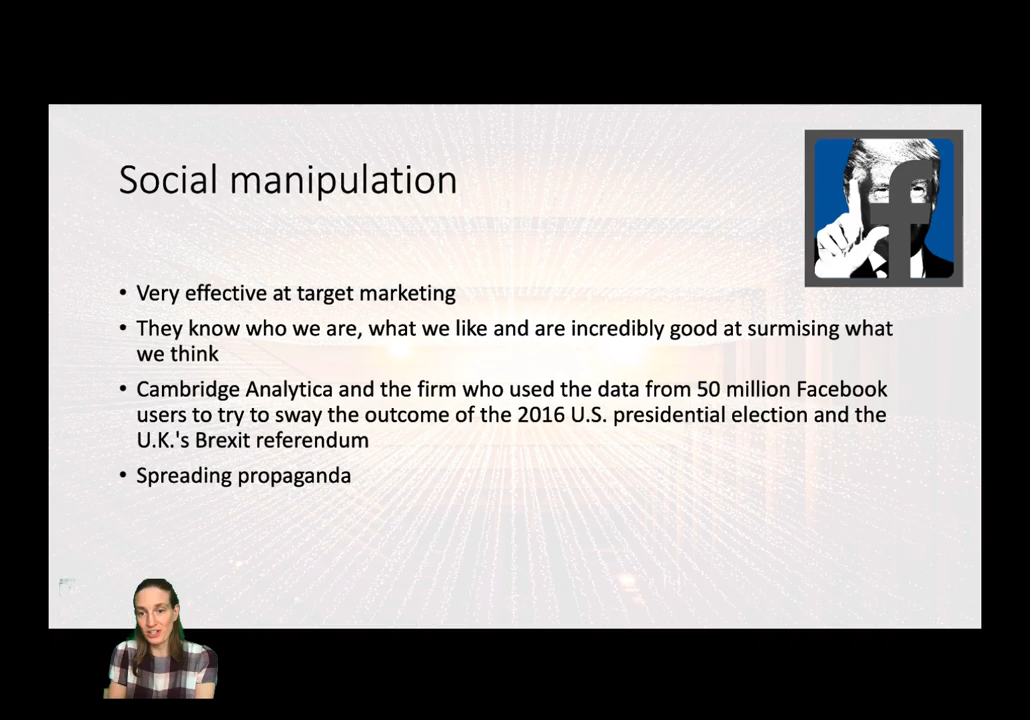 Social manipulation
f
• Very effective at target marketing
• They know who we are, what we like and are incredibly good at surmising what
we think
• Cambridge Analytica and the firm who used the data from 50 million Facebook
users to try to sway the outcome of the 2016 U.S. presidential election and the
U.K.'s Brexit referendum
• Spreading propaganda